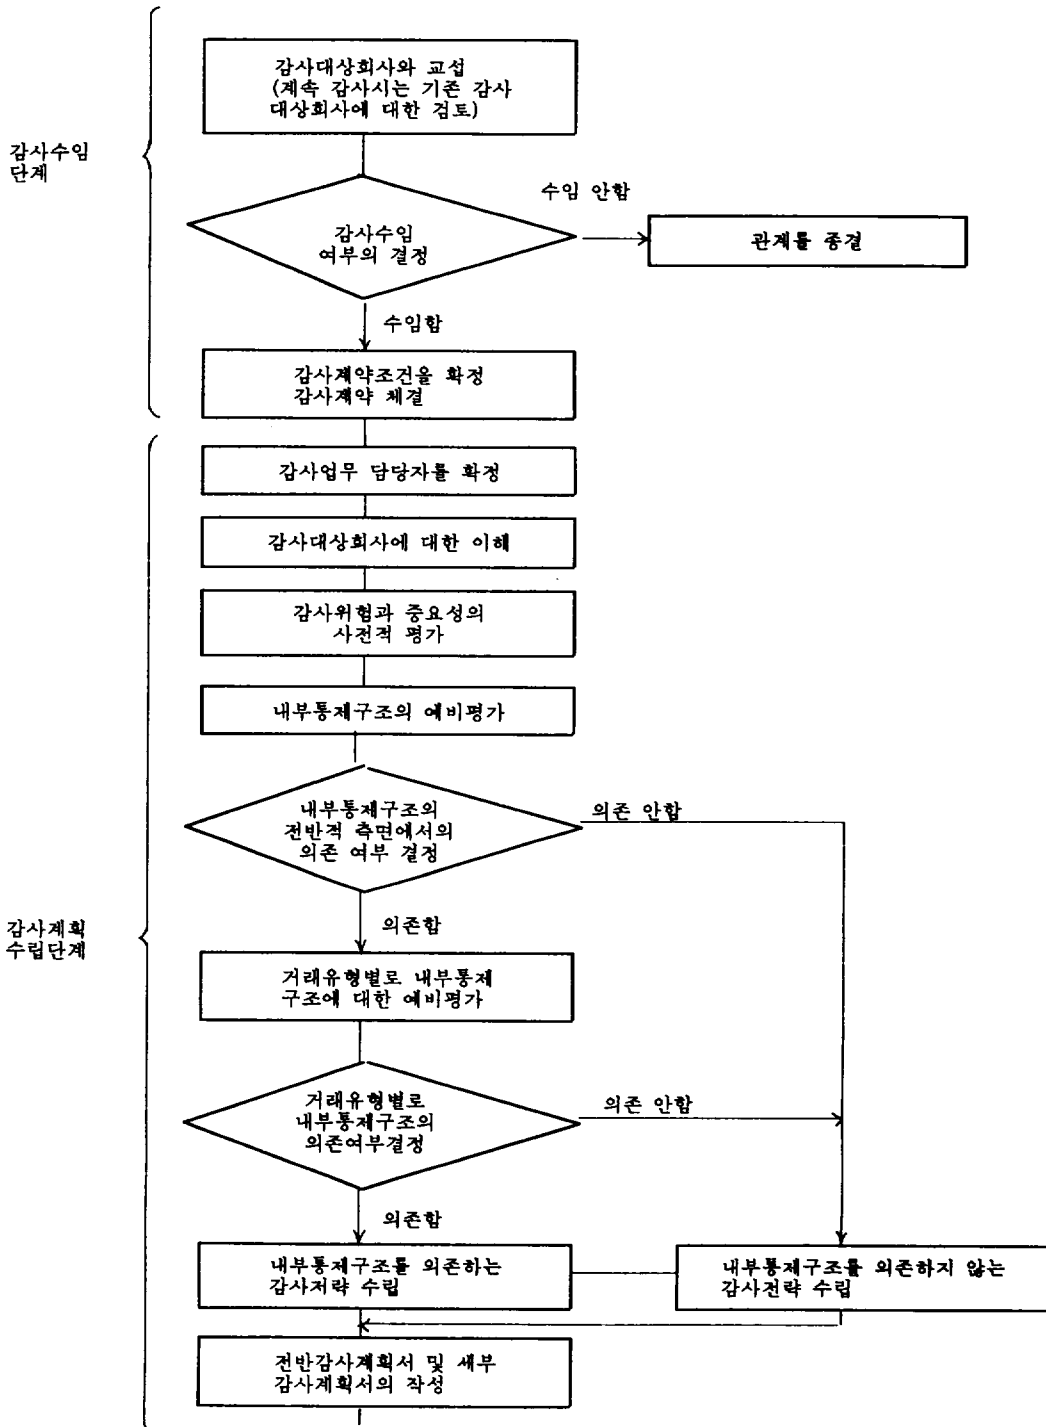 감사대상회사와 교섭
(계속 감사시는 기존 감사
대상회사에 대한 검토)
감사수임
단계
수임 안함
감사수임
여부의 결정
관계를 종결
수임함
감사계약조건을 확정
감사계약 체결
감사업무 담당자를 확정
감사대상회사에 대한 이해
감사위험과 중요성의
사전적 평가
내부통제구조의 예비평가
내부통제구조의
전반적 측면에서의
의존 여부 결정
의존 안함
감사계획
수립단계
의존함
거래유형별로 내부통제
구조에 대한 예비평가
거래유형별로
내부통제구조의
의존여부결정
의존 안함
의존함
내부통제구조를 의존하는
감사저략 수립
내부통제구조를 의존하지 않는
감사전략 수립
전반감사계획서 및 세부
감사계획서의 작성